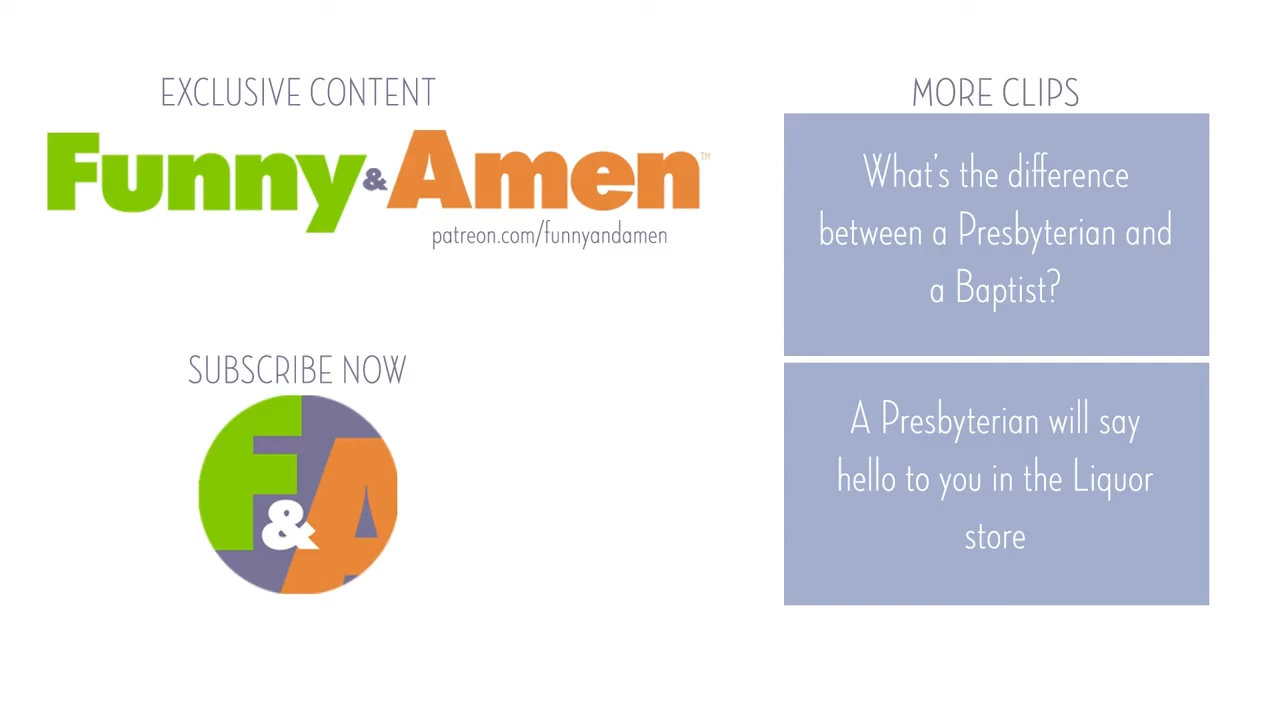 EXCLUSIVE CONTENT
Funny & Amen™
patreon.com/funnyandamen
SUBSCRIBE NOW
F&A
MORE CLIPS
What's the difference
between a Presbyterian and
a Baptist?
A Presbyterian will say
hello to you in the Liquor
store